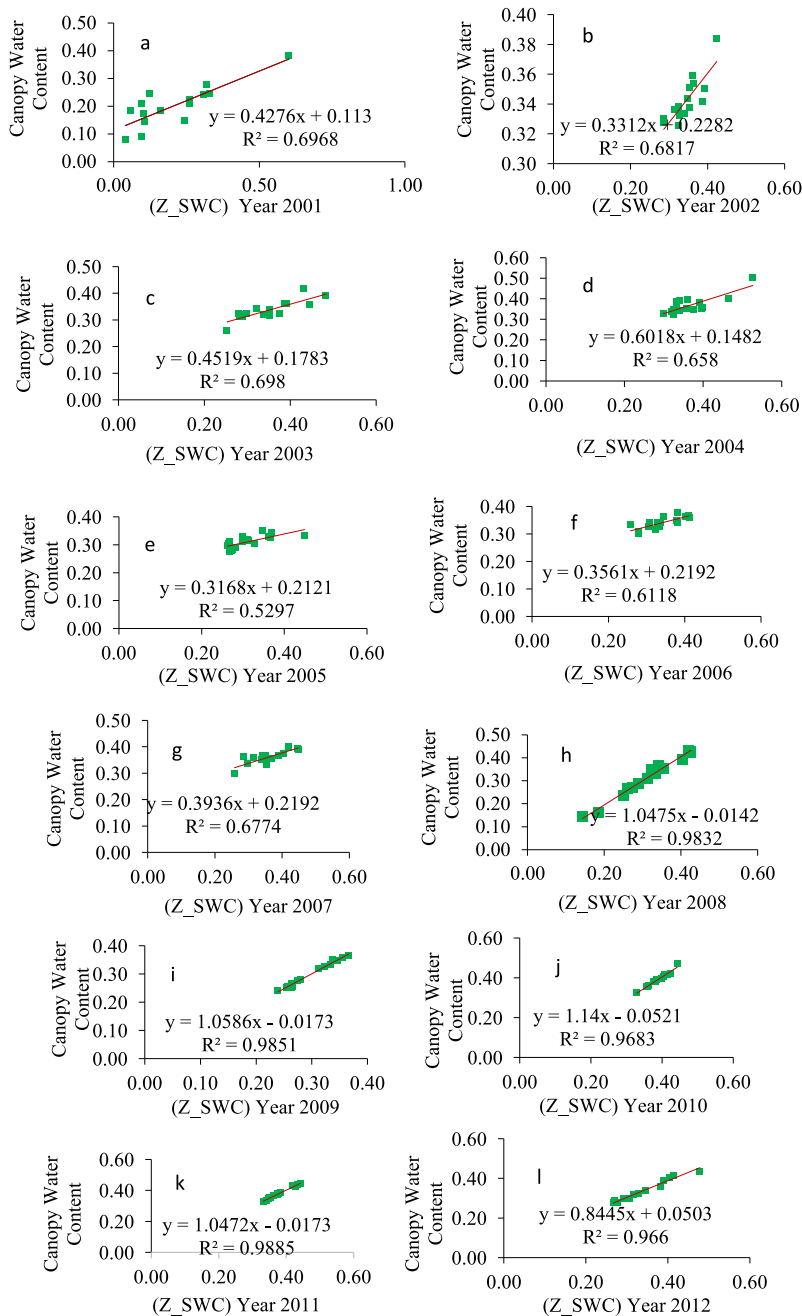 a
Canopy Water
Content
0.50
0.40
0.30
0.20
0.10
0.00
y = 0.4276x + 0.113
R² = 0.6968
0.00 0.50 1.00
(Z_SWC) Year 2001
b
Canopy Water
Content
0.40
0.38
0.36
0.34
0.32
0.30
y = 0.3312x + 0.2282
R² = 0.6817
0.00 0.20 0.40 0.60
(Z_SWC) Year 2002
c
Canopy Water
Content
0.50
0.40
0.30
0.20
0.10
0.00
y = 0.4519x + 0.1783
R² = 0.698
0.00 0.20 0.40 0.60
(Z_SWC) Year 2003
d
Canopy Water
Content
0.60
0.50
0.40
0.30
0.20
0.10
0.00
y = 0.6018x + 0.1482
R² = 0.658
0.00 0.20 0.40 0.60
(Z_SWC) Year 2004
e
Canopy Water
Content
0.40
0.30
0.20
0.10
0.00
y = 0.3168x + 0.2121
R² = 0.5297
0.00 0.20 0.40 0.60
(Z_SWC) Year 2005
f
Canopy Water
Content
0.40
0.30
0.20
0.10
0.00
y = 0.3561x + 0.2192
R² = 0.6118
0.00 0.20 0.40 0.60
(Z_SWC) Year 2006
g
Canopy Water
Content
0.50
0.40
0.30
0.20
0.10
0.00
y = 0.3936x + 0.2192
R² = 0.6774
0.00 0.20 0.40 0.60
(Z_SWC) Year 2007
h
Canopy Water
Content
0.50
0.40
0.30
0.20
0.10
0.00
y = 1.0475x - 0.0142
R² = 0.9832
0.00 0.20 0.40 0.60
(Z_SWC) Year 2008
i
Canopy Water
Content
0.40
0.30
0.20
0.10
0.00
y = 1.0586x - 0.0173
R² = 0.9851
0.00 0.10 0.20 0.30 0.40
(Z_SWC) Year 2009
j
Canopy Water
Content
0.60
0.40
0.20
0.00
y = 1.14x - 0.0521
R² = 0.9683
0.00 0.20 0.40 0.60
(Z_SWC) Year 2010
k
Canopy Water
Content
0.60
0.40
0.20
0.00
y = 1.0472x - 0.0173
R² = 0.9885
0.00 0.20 0.40 0.60
(Z_SWC) Year 2011
l
Canopy Water
Content
0.60
0.40
0.20
0.00
y = 0.8445x + 0.0503
R² = 0.966
0.00 0.20 0.40 0.60
(Z_SWC) Year 2012